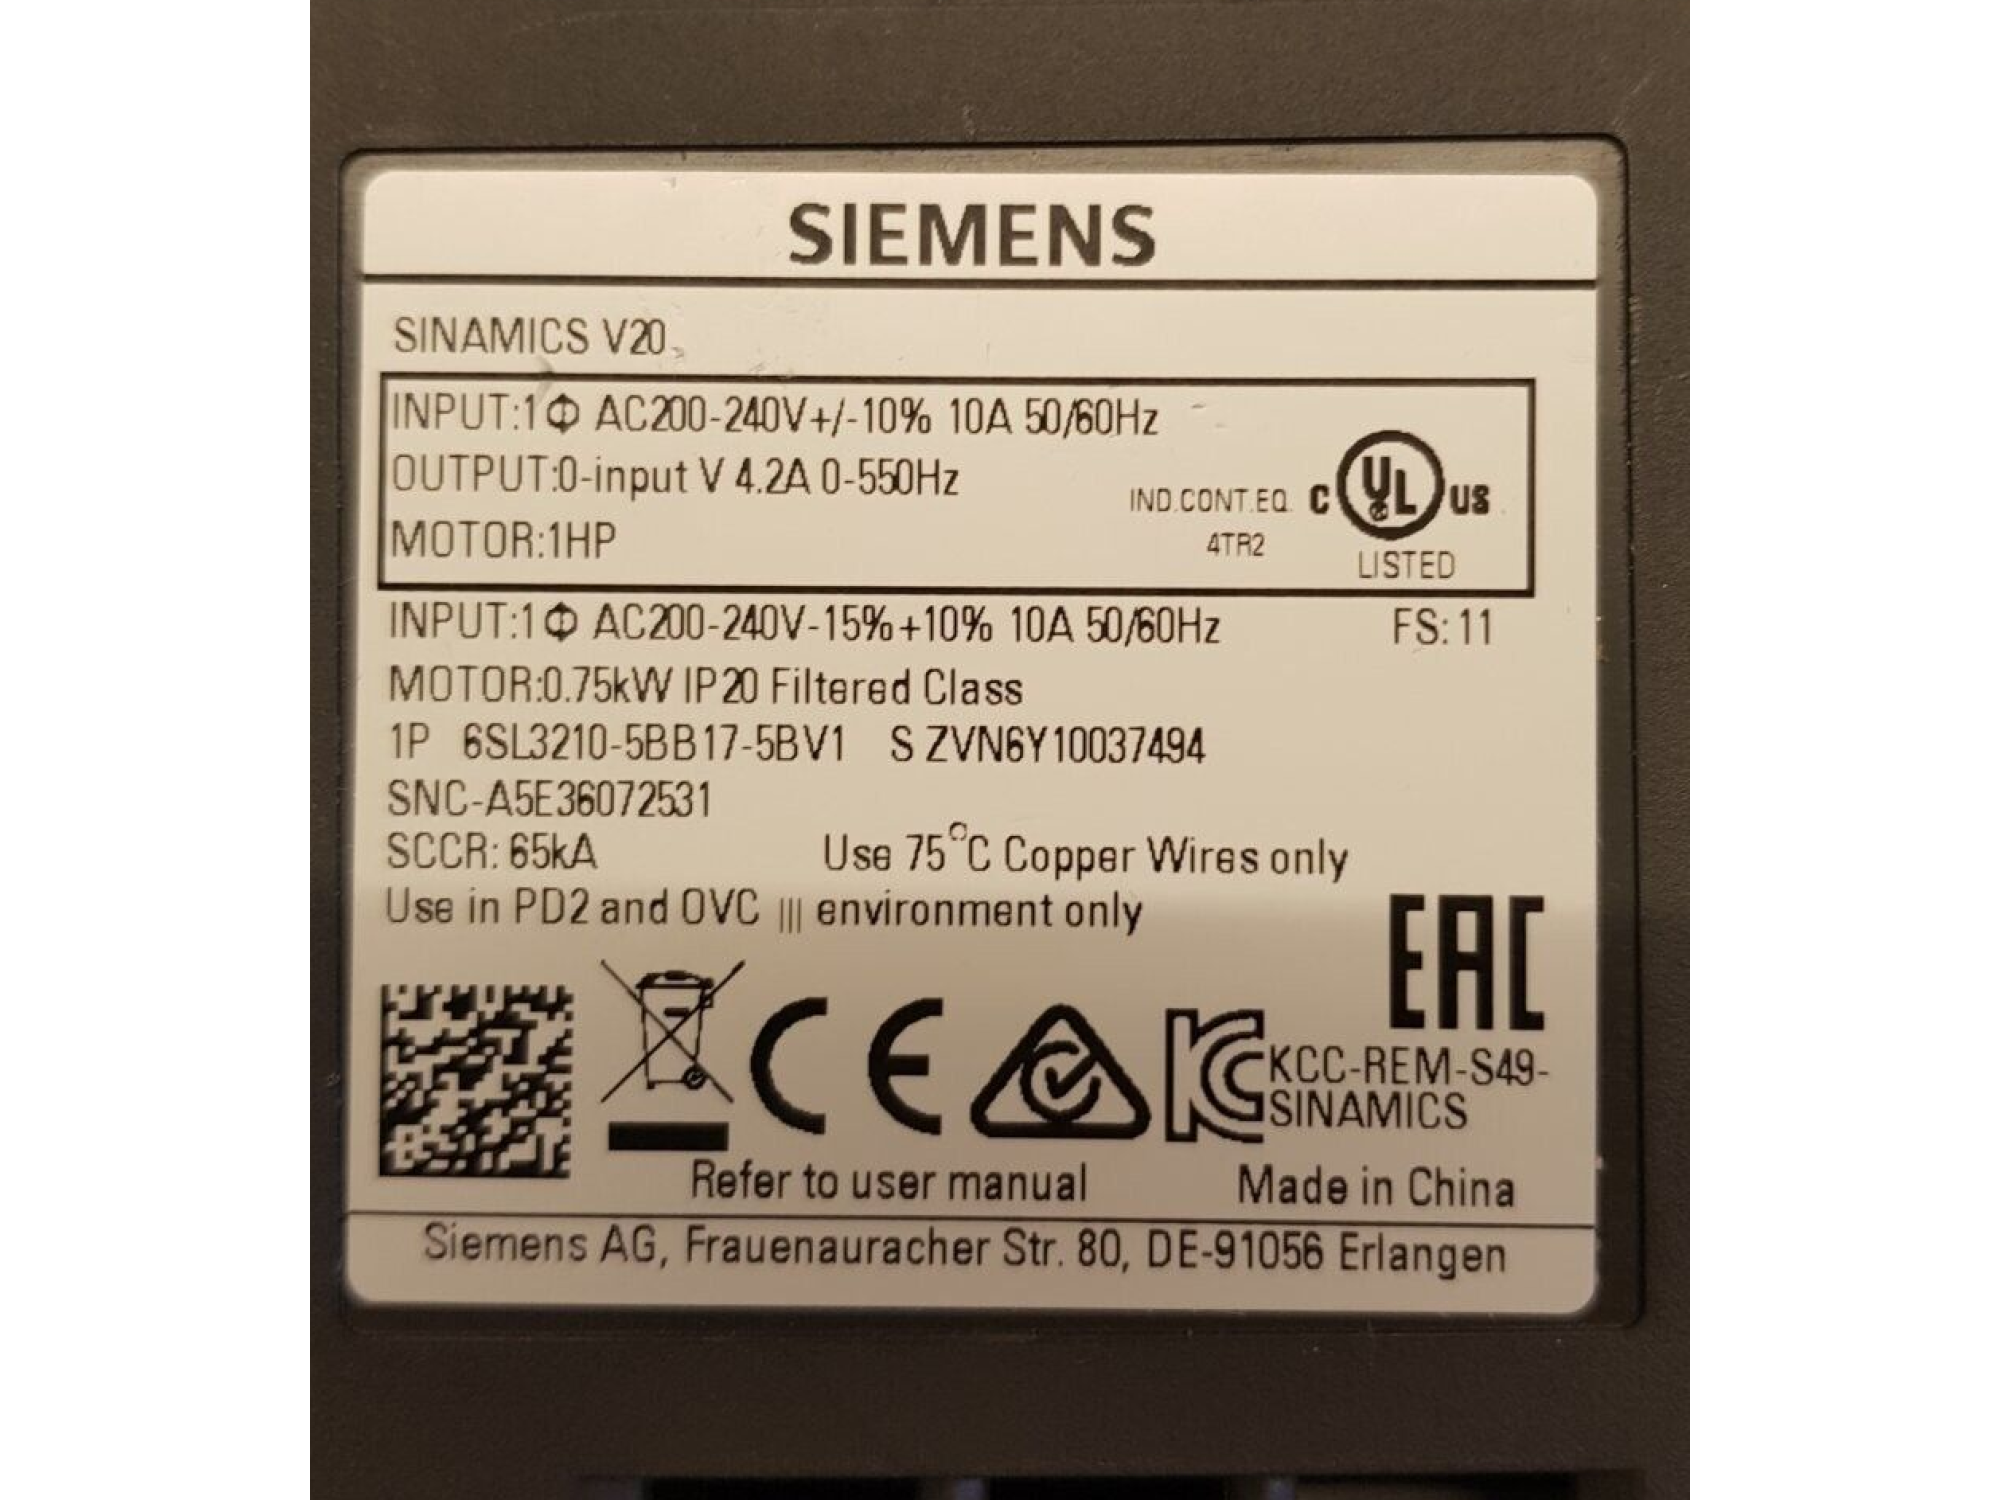 SIEMENS
SINAMICS V20
INPUT:1Φ AC200-240V+/-10% 10A 50/60Hz
OUTPUT:0-input V 4.2A 0-550Hz
MOTOR:1HP
IND.CONT.EQ.
4TR2
C UL US
LISTED
INPUT:1Φ AC200-240V-15%+10% 10A 50/60Hz
FS: 11
MOTOR:0.75kW IP20 Filtered Class
1P 6SL3210-5BB17-5BV1 S ZVN6Y10037494
SNC-A5E36072531
SCCR: 65kA Use 75°C Copper Wires only
Use in PD2 and OVC III environment only
EAC
CE
KC
KCC-REM-S49-
SINAMICS
Refer to user manual Made in China
Siemens AG, Frauenauracher Str. 80, DE-91056 Erlangen